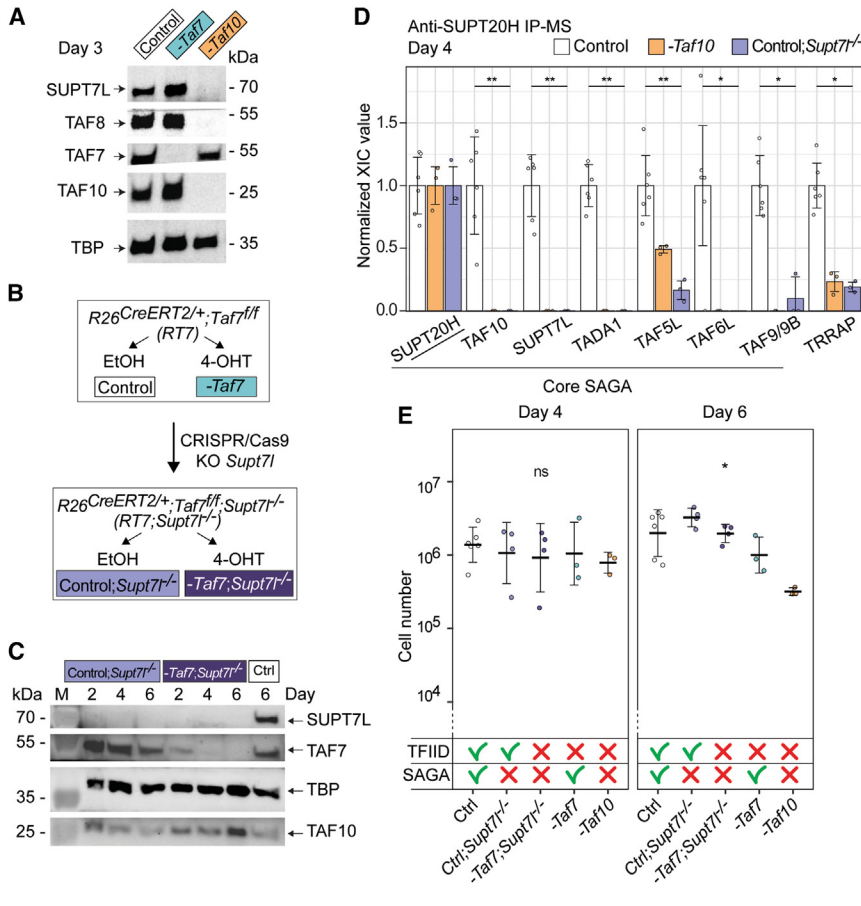 A
Control
-Taf7
-Taf10
Day 3
kDa
SUPT7L
- 70
- 55
TAF8
- 55
TAF7
TAF10
- 25
TBP
- 35
B
R26CreERT2/+;Taf7f/f
(RT7)
EtOH 4-OHT
Control -Taf7
CRISPR/Cas9
KO Supt7l
R26CreERT2/+;Taf7f/f;Supt7l-/-
(RT7;Supt7l-/-)
EtOH 4-OHT
Control;Supt7l-/- -Taf7;Supt7l-/-
C
Control;Supt7l-/- -Taf7;Supt7l-/- Ctrl
kDa M 2 4 6 2 4 6 6 Day
70 - SUPT7L
55 - TAF7
TBP
35 -
25 - TAF10
D
Anti-SUPT20H IP-MS
Day 4
Control -Taf10 Control;Supt7l-/-
Normalized XIC value
** ** ** ** * * *
1.5
1.0
0.5
0.0
SUPT20H
TAF10
SUPT7L
TADA1
TAF5L
TAF6L
TAF9/9B
TRRAP
Core SAGA
E
Day 4 Day 6
Cell number
ns *
107
106
105
104
TFIID
SAGA
Ctrl
Ctrl;Supt7l-/-
-Taf7;Supt7l-/-
-Taf7
-Taf10
Ctrl
Ctrl;Supt7l-/-
-Taf7;Supt7l-/-
-Taf7
-Taf10